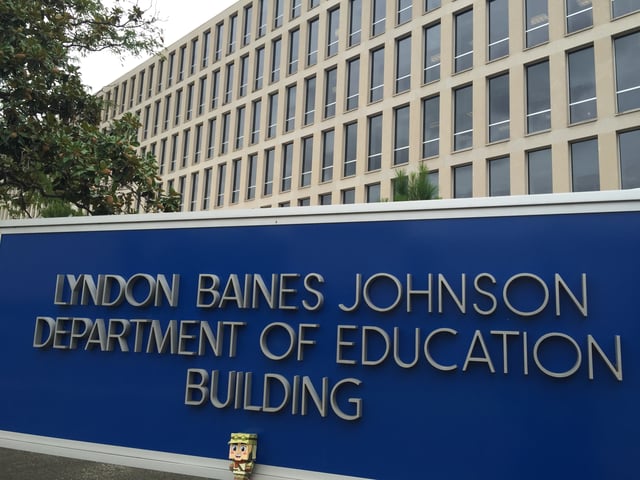 LYNDON BAINES JOHNSON
DEPARTMENT OF EDUCATION
BUILDING